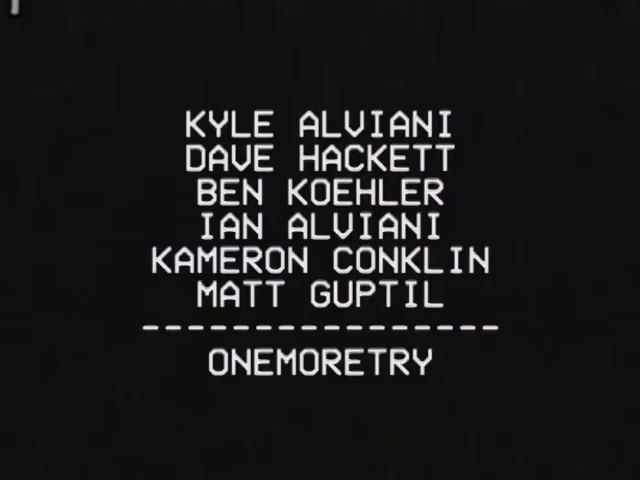 KYLE ALVIANI
DAVE HACKETT
BEN KOEHLER
IAN ALVIANI
KAMERON CONKLIN
MATT GUPTIL
-----------------
ONEMORETRY